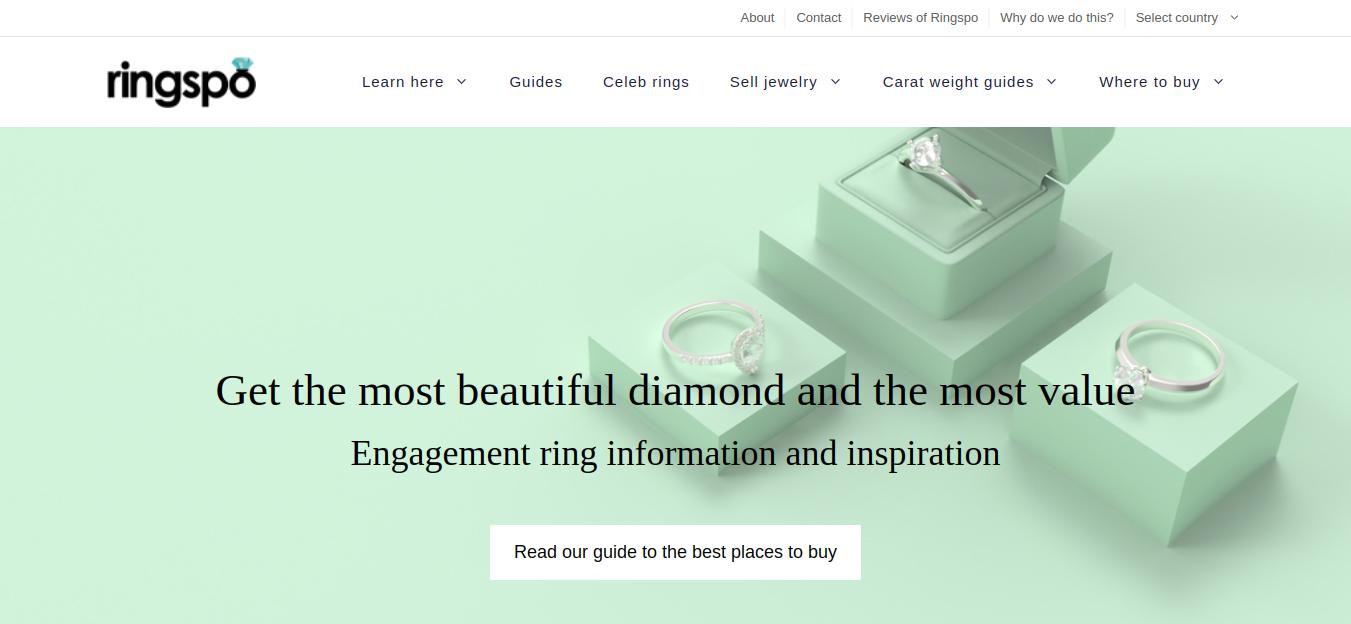 About
Contact
Reviews of Ringspo
Why do we do this?
Select country
ringspo
Learn here
Guides
Celeb rings
Sell jewelry
Carat weight guides
Where to buy
Get the most beautiful diamond and the most value
Engagement ring information and inspiration
Read our guide to the best places to buy